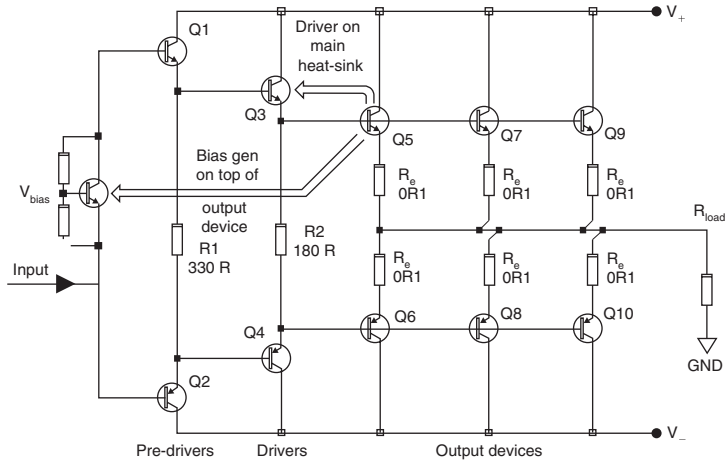 Q1
V+
Driver on
main
heat-sink
Q3
Q5
Q7
Q9
Bias gen
on top of
output
device
Vbias
Re
0R1
Re
0R1
Re
0R1
Rload
R1
330 R
R2
180 R
Re
0R1
Re
0R1
Re
0R1
Input
Q4
Q6
Q8
Q10
GND
Q2
V–
Pre-drivers
Drivers
Output devices